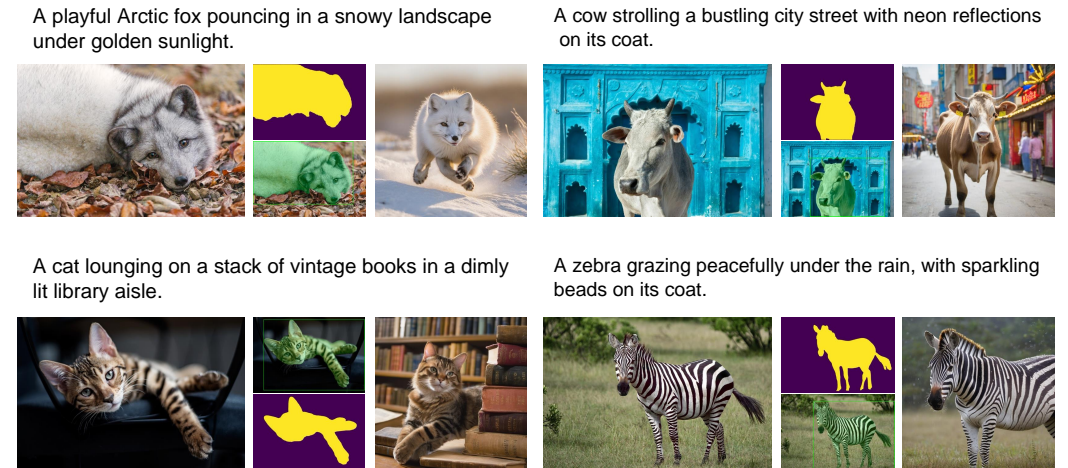 A playful Arctic fox pouncing in a snowy landscape
under golden sunlight.
A cow strolling a bustling city street with neon reflections
on its coat.
A cat lounging on a stack of vintage books in a dimly
lit library aisle.
A zebra grazing peacefully under the rain, with sparkling
beads on its coat.